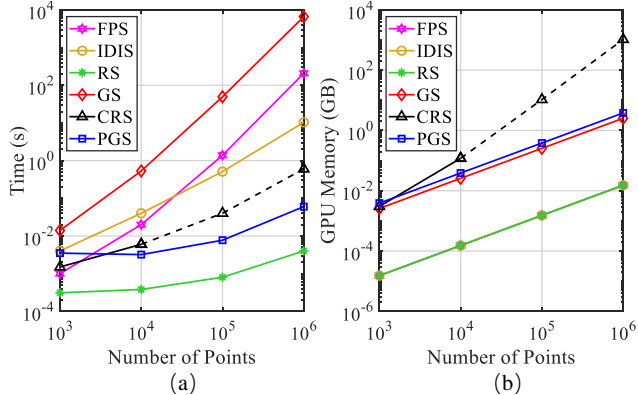 10^4
10^2
10^0
10^-2
10^-4
Time (s)
FPS
IDIS
RS
GS
CRS
PGS
10^3
10^4
10^5
10^6
Number of Points
(a)
10^4
10^2
10^0
10^-2
10^-4
10^-6
GPU Memory (GB)
FPS
IDIS
RS
GS
CRS
PGS
10^3
10^4
10^5
10^6
Number of Points
(b)